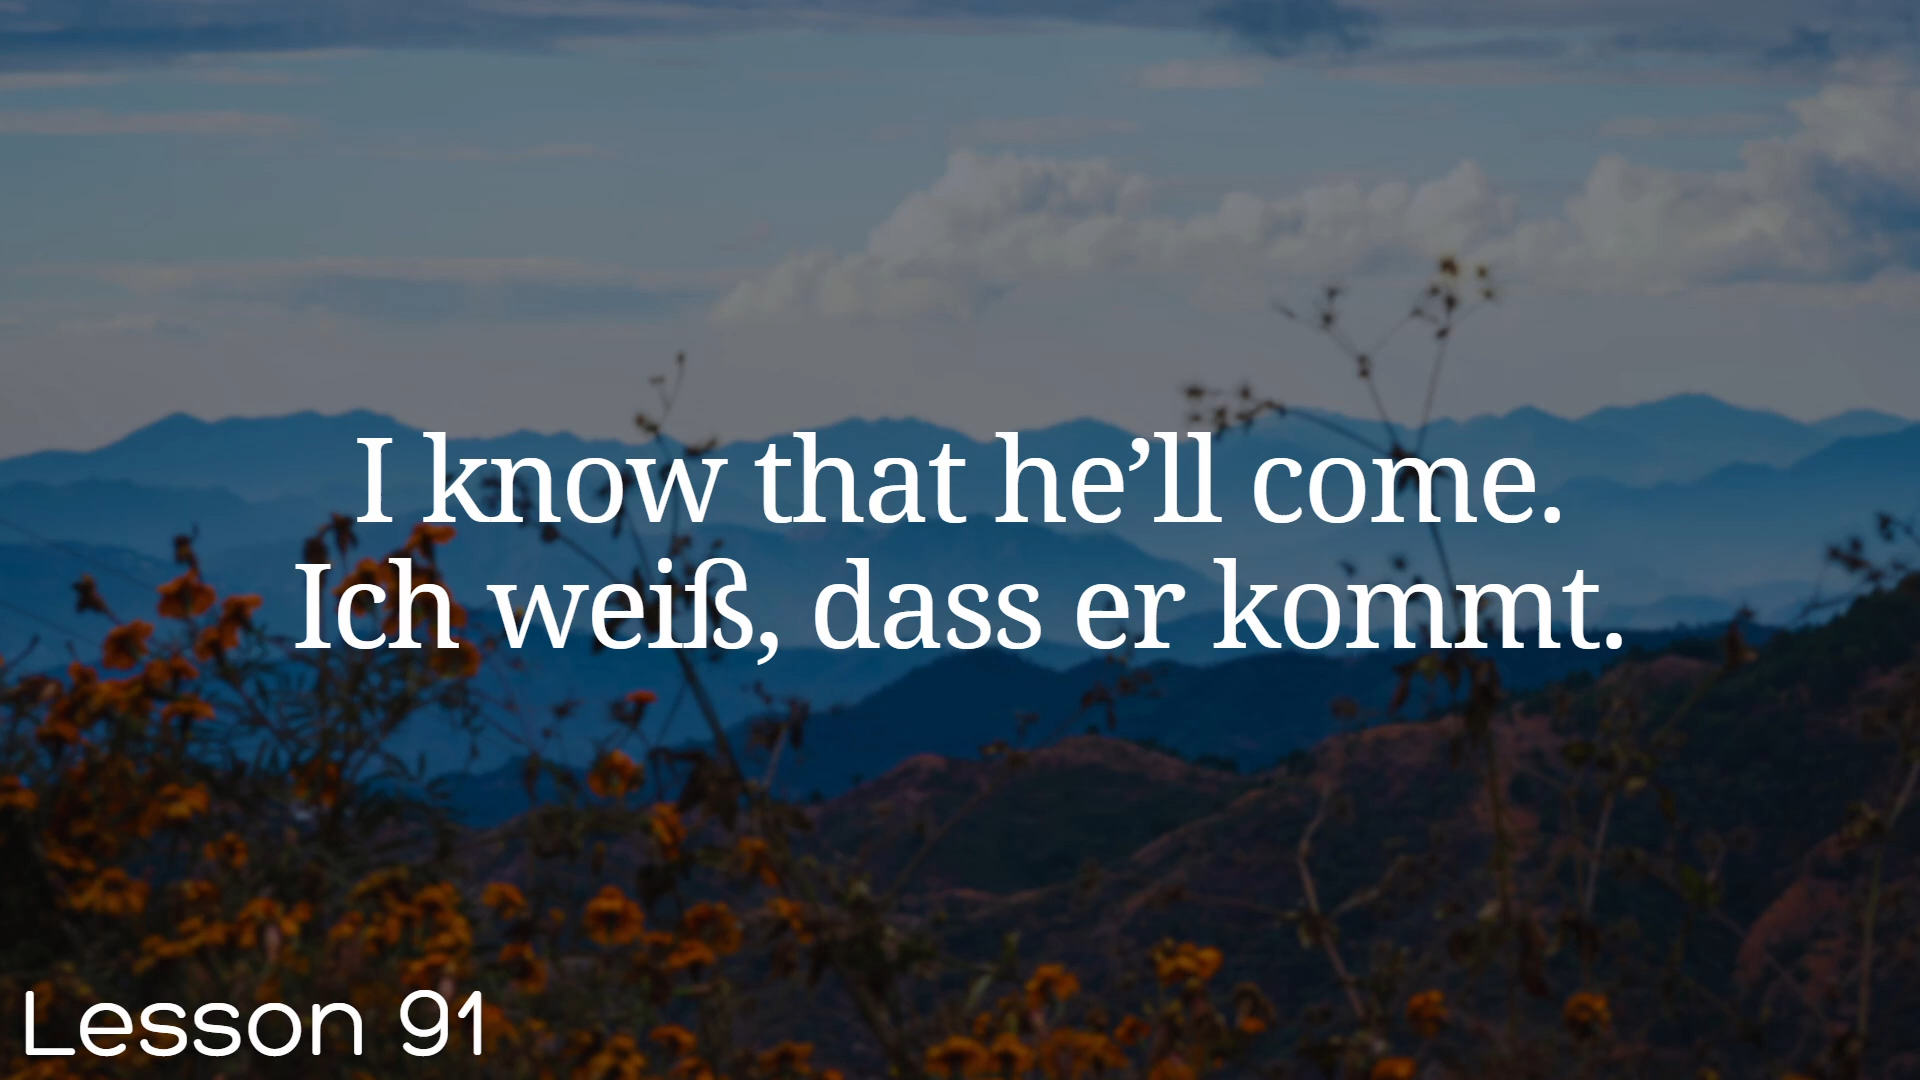 I know that he’ll come.
Ich weiß, dass er kommt.
Lesson 91